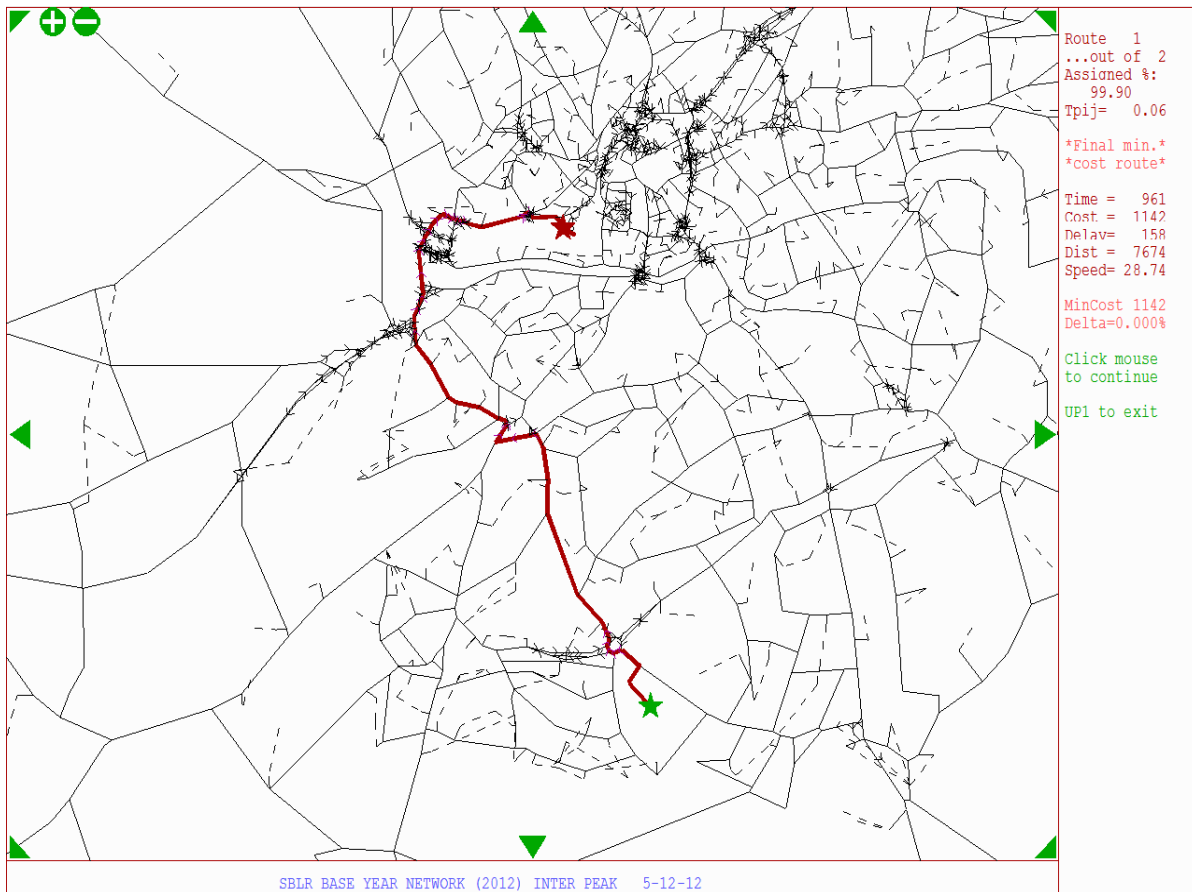 Route 1
...out of 2
Assigned %:
99.90
Tpij= 0.06
*Final min.*
*cost route*
Time = 961
Cost = 1142
Delay= 158
Dist = 7674
Speed= 28.74
MinCost 1142
Delta=0.000%
Click mouse
to continue
UP1 to exit
SBLR BASE YEAR NETWORK (2012) INTER PEAK 5-12-12